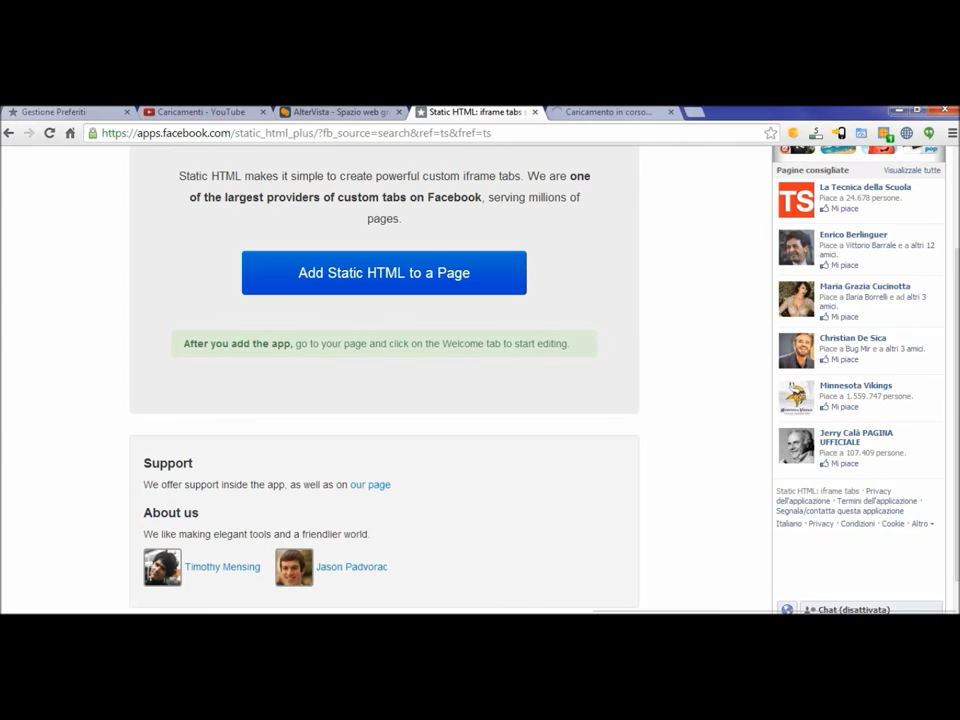 Gestione Preferiti
Caricamenti - YouTube
AlterVista - Spazio web gr
Static HTML: iframe tabs
Caricamento in corso...
https://apps.facebook.com/static_html_plus/?fb_source=search&ref=ts&fref=ts
Static HTML makes it simple to create powerful custom iframe tabs. We are one
of the largest providers of custom tabs on Facebook, serving millions of
pages.
Add Static HTML to a Page
After you add the app, go to your page and click on the Welcome tab to start editing.
Support
We offer support inside the app, as well as on our page
About us
We like making elegant tools and a friendlier world.
Timothy Mensing
Jason Padvorac
pop
Pagine consigliate
Visualizza tutte
TS
La Tecnica della Scuola
Piace a 24.678 persone.
Mi piace
Enrico Berlinguer
Piace a Vittorio Barrale e a altri 12
amici.
Mi piace
Maria Grazia Cucinotta
Piace a Ilaria Borrelli e ad altri 3
amici.
Mi piace
Christian De Sica
Piace a Bug Mir e a altri 3 amici.
Mi piace
Minnesota Vikings
Piace a 1.559.747 persone.
Mi piace
Jerry Calà PAGINA
UFFICIALE
Piace a 107.409 persone.
Mi piace
Static HTML: iframe tabs · Privacy
dell'applicazione · Termini dell'applicazione ·
Segnala/contatta questa applicazione
Italiano · Privacy · Condizioni · Cookie · Altro
Chat (disattivata)